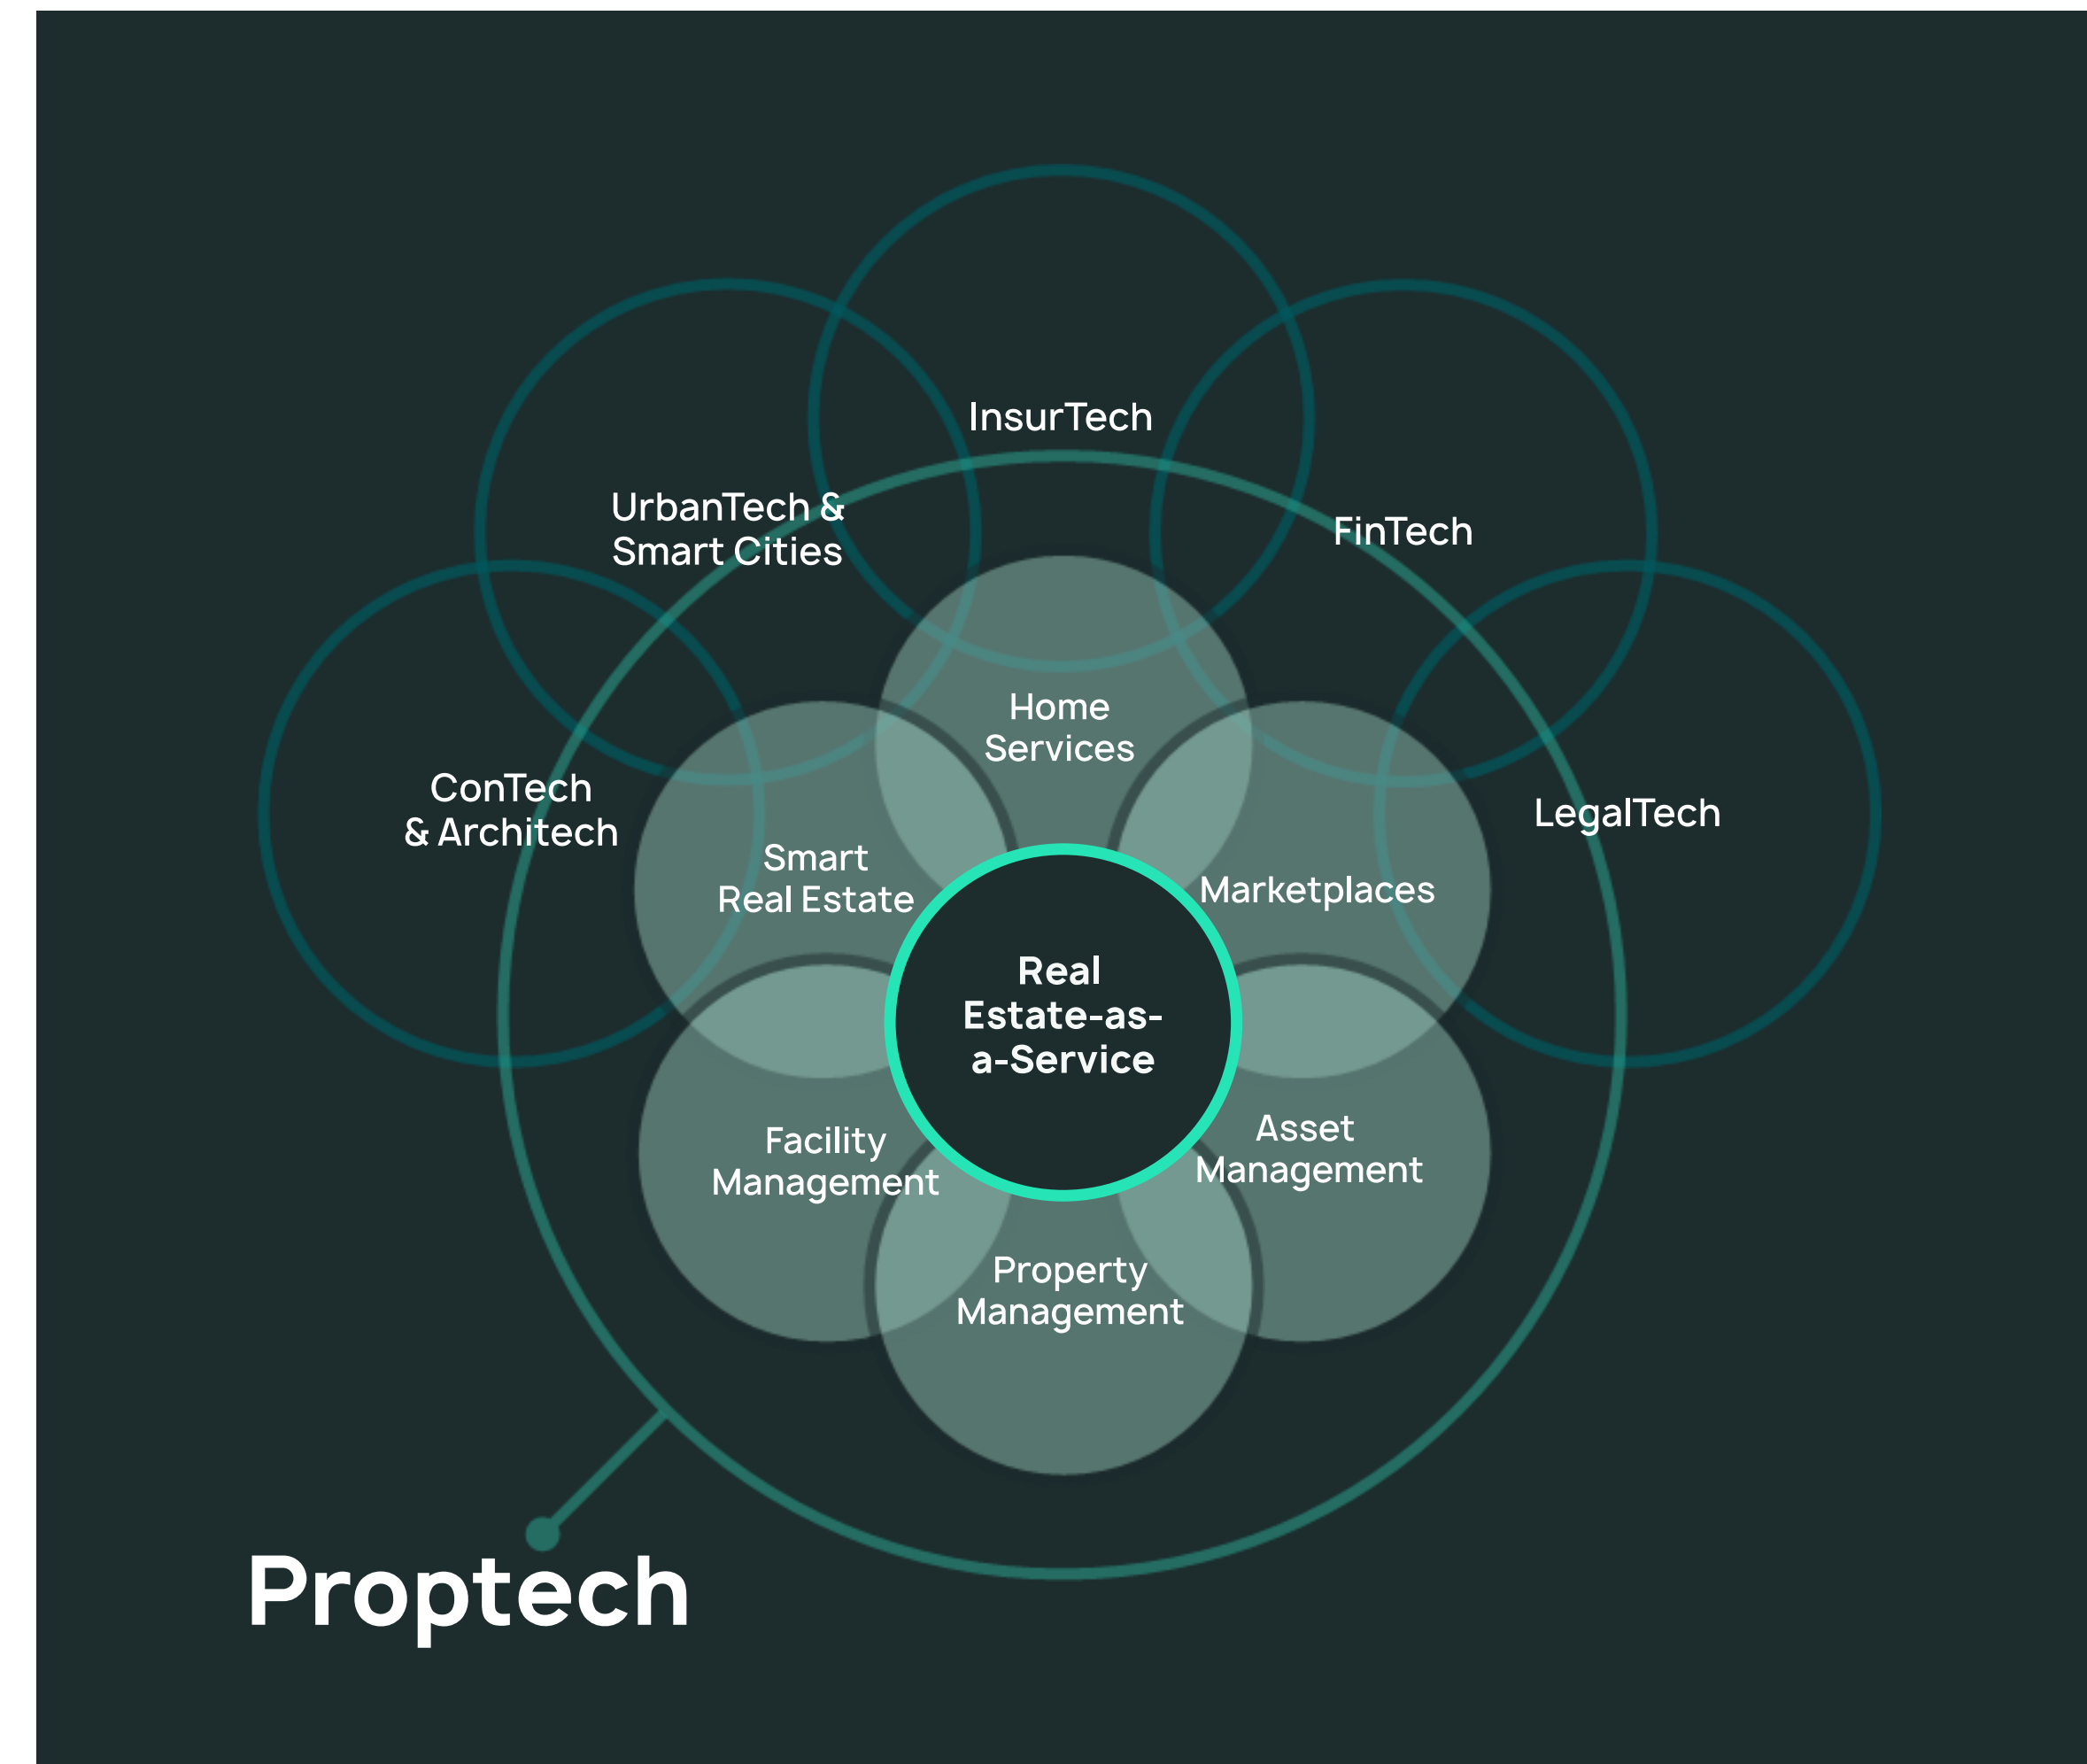 InsurTech
UrbanTech &
Smart Cities
FinTech
ConTech
& Architech
LegalTech
Home
Services
Smart
Real Estate
Marketplaces
Real
Estate-as-
a-Service
Facility
Management
Asset
Management
Property
Management
Proptech